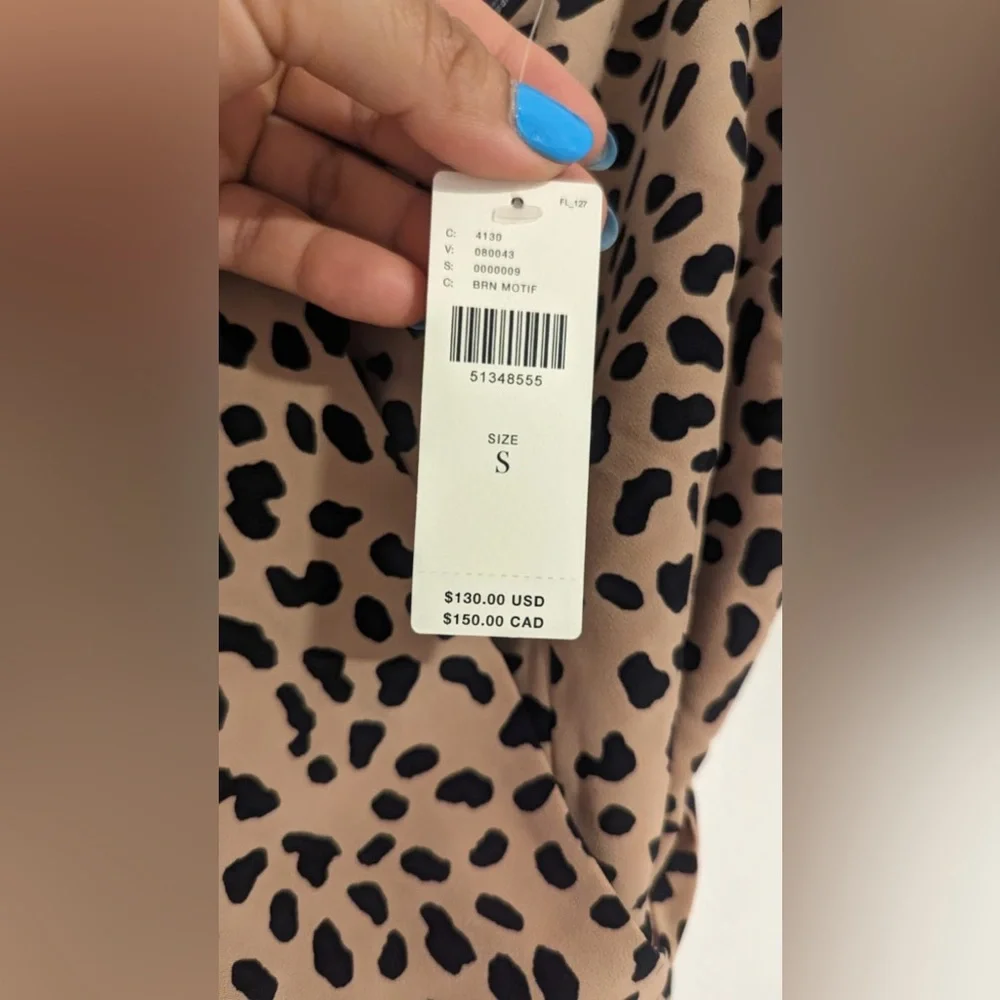 FL_127
C: 4130
V: 080043
S: 0000009
C: BRN MOTIF
51348555
SIZE
S
$130.00 USD
$150.00 CAD